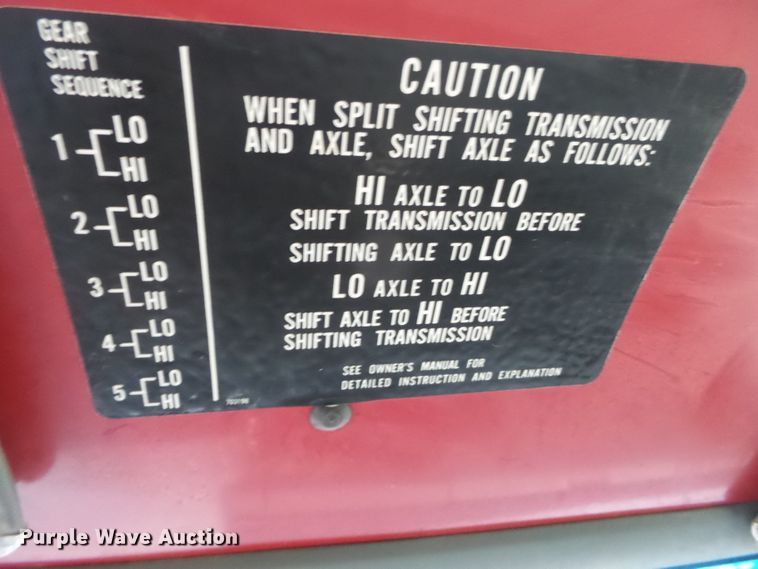 GEAR
SHIFT
SEQUENCE
1 LO
HI
2 LO
HI
3 LO
HI
4 LO
HI
5 LO
HI
CAUTION
WHEN SPLIT SHIFTING TRANSMISSION
AND AXLE, SHIFT AXLE AS FOLLOWS:
HI AXLE TO LO
SHIFT TRANSMISSION BEFORE
SHIFTING AXLE TO LO
LO AXLE TO HI
SHIFT AXLE TO HI BEFORE
SHIFTING TRANSMISSION
SEE OWNER'S MANUAL FOR
DETAILED INSTRUCTION AND EXPLANATION
Purple Wave Auction